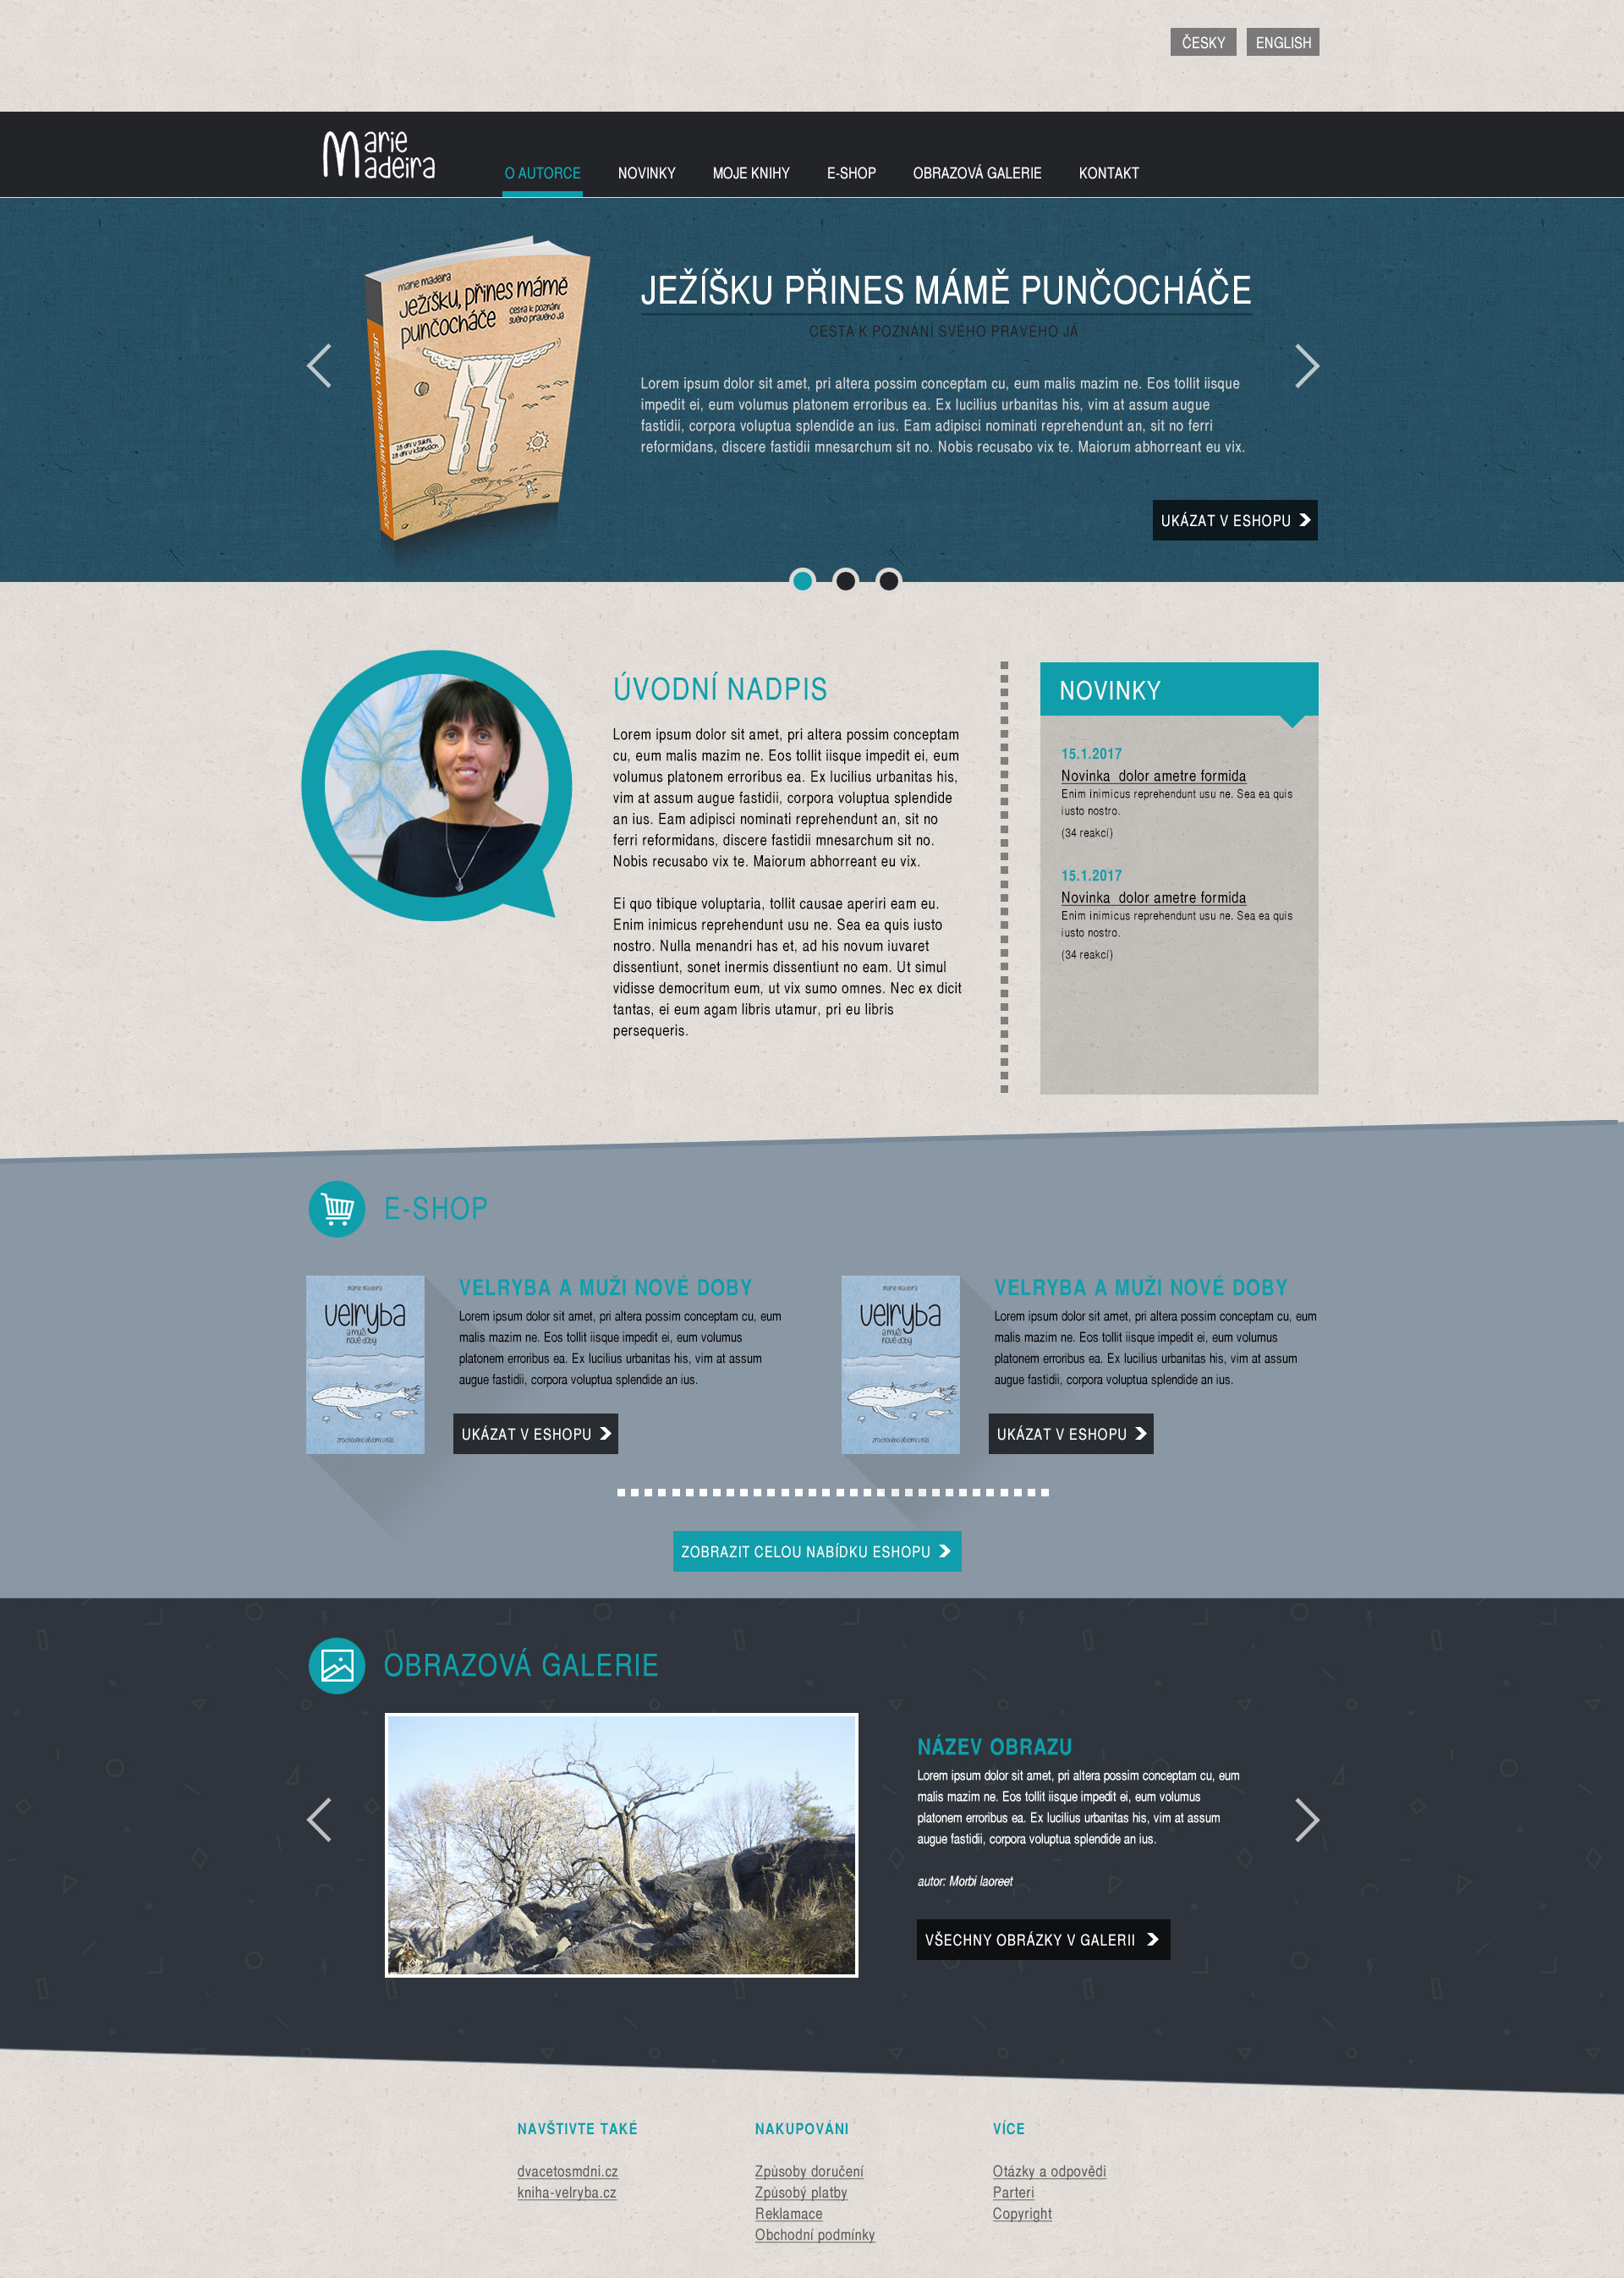 ČESKY ENGLISH
Marie
Madeira
O AUTORCE NOVINKY MOJE KNIHY E-SHOP OBRAZOVÁ GALERIE KONTAKT
marie madeira
Ježíšku, přines mámě
punčocháče
cesta k poznání
svého pravého já
JEŽÍŠKU, PŘINES MÁMĚ PUNČOCHÁČE
28 dní v sukni,
28 dní v kalhotách
JEŽÍŠKU PŘINES MÁMĚ PUNČOCHÁČE
CESTA K POZNÁNÍ SVÉHO PRAVÉHO JÁ
Lorem ipsum dolor sit amet, pri altera possim conceptam cu, eum malis mazim ne. Eos tollit iisque
impedit ei, eum volumus platonem erroribus ea. Ex lucilius urbanitas his, vim at assum augue
fastidii, corpora voluptua splendide an ius. Eam adipisci nominati reprehendunt an, sit no ferri
reformidans, discere fastidii mnesarchum sit no. Nobis recusabo vix te. Maiorum abhorreant eu vix.
UKÁZAT V ESHOPU
ÚVODNÍ NADPIS
Lorem ipsum dolor sit amet, pri altera possim conceptam
cu, eum malis mazim ne. Eos tollit iisque impedit ei, eum
volumus platonem erroribus ea. Ex lucilius urbanitas his,
vim at assum augue fastidii, corpora voluptua splendide
an ius. Eam adipisci nominati reprehendunt an, sit no
ferri reformidans, discere fastidii mnesarchum sit no.
Nobis recusabo vix te. Maiorum abhorreant eu vix.
Ei quo tibique voluptaria, tollit causae aperiri eam eu.
Enim inimicus reprehendunt usu ne. Sea ea quis iusto
nostro. Nulla menandri has et, ad his novum iuvaret
dissentiunt, sonet inermis dissentiunt no eam. Ut simul
vidisse democritum eum, ut vix sumo omnes. Nec ex dicit
tantas, ei eum agam libris utamur, pri eu libris
persequeris.
NOVINKY
15.1.2017
Novinka dolor ametre formida
Enim inimicus reprehendunt usu ne. Sea ea quis
iusto nostro.
(34 reakcí)
15.1.2017
Novinka dolor ametre formida
Enim inimicus reprehendunt usu ne. Sea ea quis
iusto nostro.
(34 reakcí)
E-SHOP
marie madeira
velryba
a muži
nové doby
VELRYBA A MUŽI NOVÉ DOBY
Lorem ipsum dolor sit amet, pri altera possim conceptam cu, eum
malis mazim ne. Eos tollit iisque impedit ei, eum volumus
platonem erroribus ea. Ex lucilius urbanitas his, vim at assum
augue fastidii, corpora voluptua splendide an ius.
UKÁZAT V ESHOPU
marie madeira
velryba
a muži
nové doby
VELRYBA A MUŽI NOVÉ DOBY
Lorem ipsum dolor sit amet, pri altera possim conceptam cu, eum
malis mazim ne. Eos tollit iisque impedit ei, eum volumus
platonem erroribus ea. Ex lucilius urbanitas his, vim at assum
augue fastidii, corpora voluptua splendide an ius.
UKÁZAT V ESHOPU
ZOBRAZIT CELOU NABÍDKU ESHOPU
OBRAZOVÁ GALERIE
NÁZEV OBRAZU
Lorem ipsum dolor sit amet, pri altera possim conceptam cu, eum
malis mazim ne. Eos tollit iisque impedit ei, eum volumus
platonem erroribus ea. Ex lucilius urbanitas his, vim at assum
augue fastidii, corpora voluptua splendide an ius.
autor: Morbi laoreet
VŠECHNY OBRÁZKY V GALERII
NAVŠTIVTE TAKÉ
dvacetosmdni.cz
kniha-velryba.cz
NAKUPOVÁNI
Způsoby doručení
Způsobý platby
Reklamace
Obchodní podmínky
VÍCE
Otázky a odpovědi
Parteri
Copyright